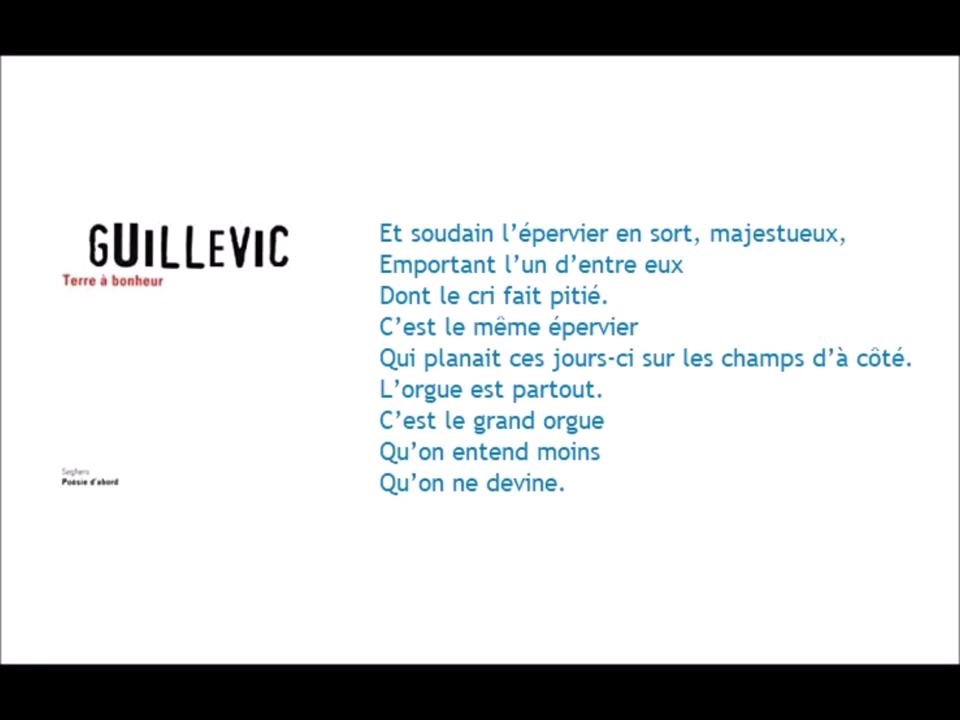 GUILLEVIC
Terre à bonheur
Seghers
Poésie d'abord
Et soudain l'épervier en sort, majestueux,
Emportant l'un d'entre eux
Dont le cri fait pitié.
C'est le même épervier
Qui planait ces jours-ci sur les champs d'à côté.
L'orgue est partout.
C'est le grand orgue
Qu'on entend moins
Qu'on ne devine.